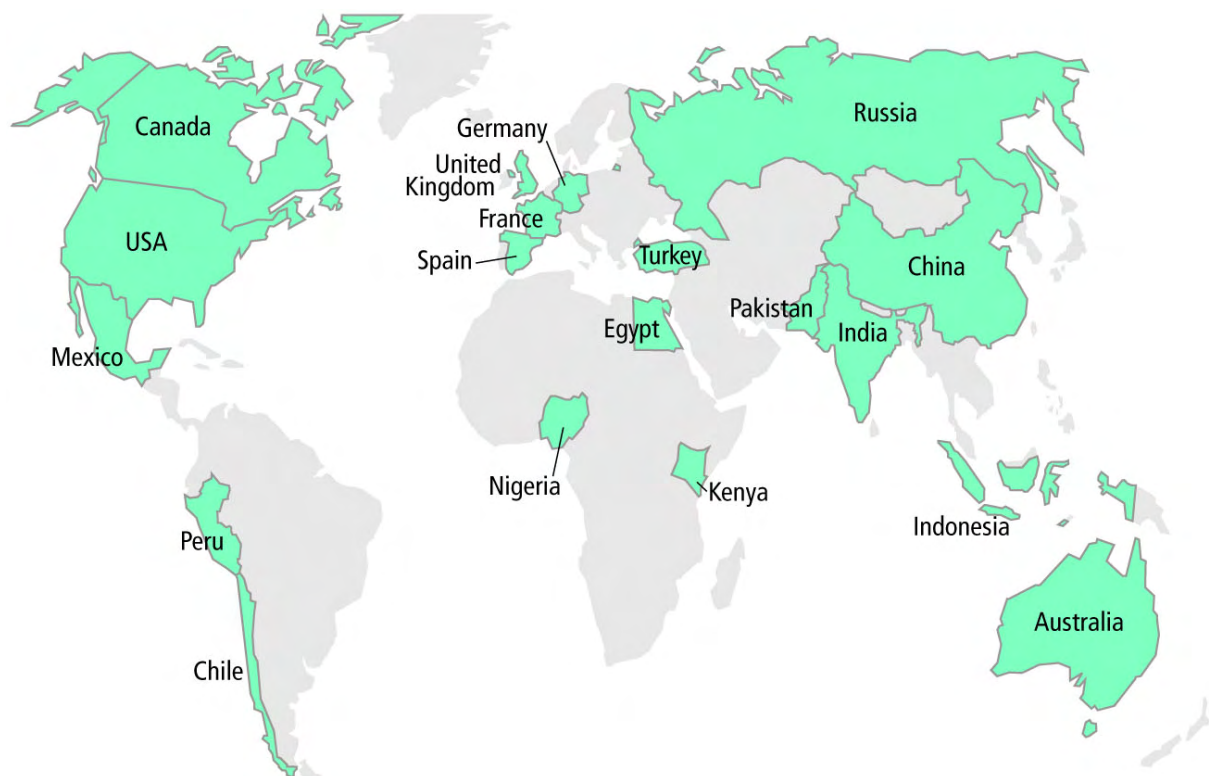 Canada
Russia
Germany
United
Kingdom
France
USA
Spain
Turkey
China
Pakistan
India
Egypt
Mexico
Nigeria
Kenya
Indonesia
Peru
Australia
Chile